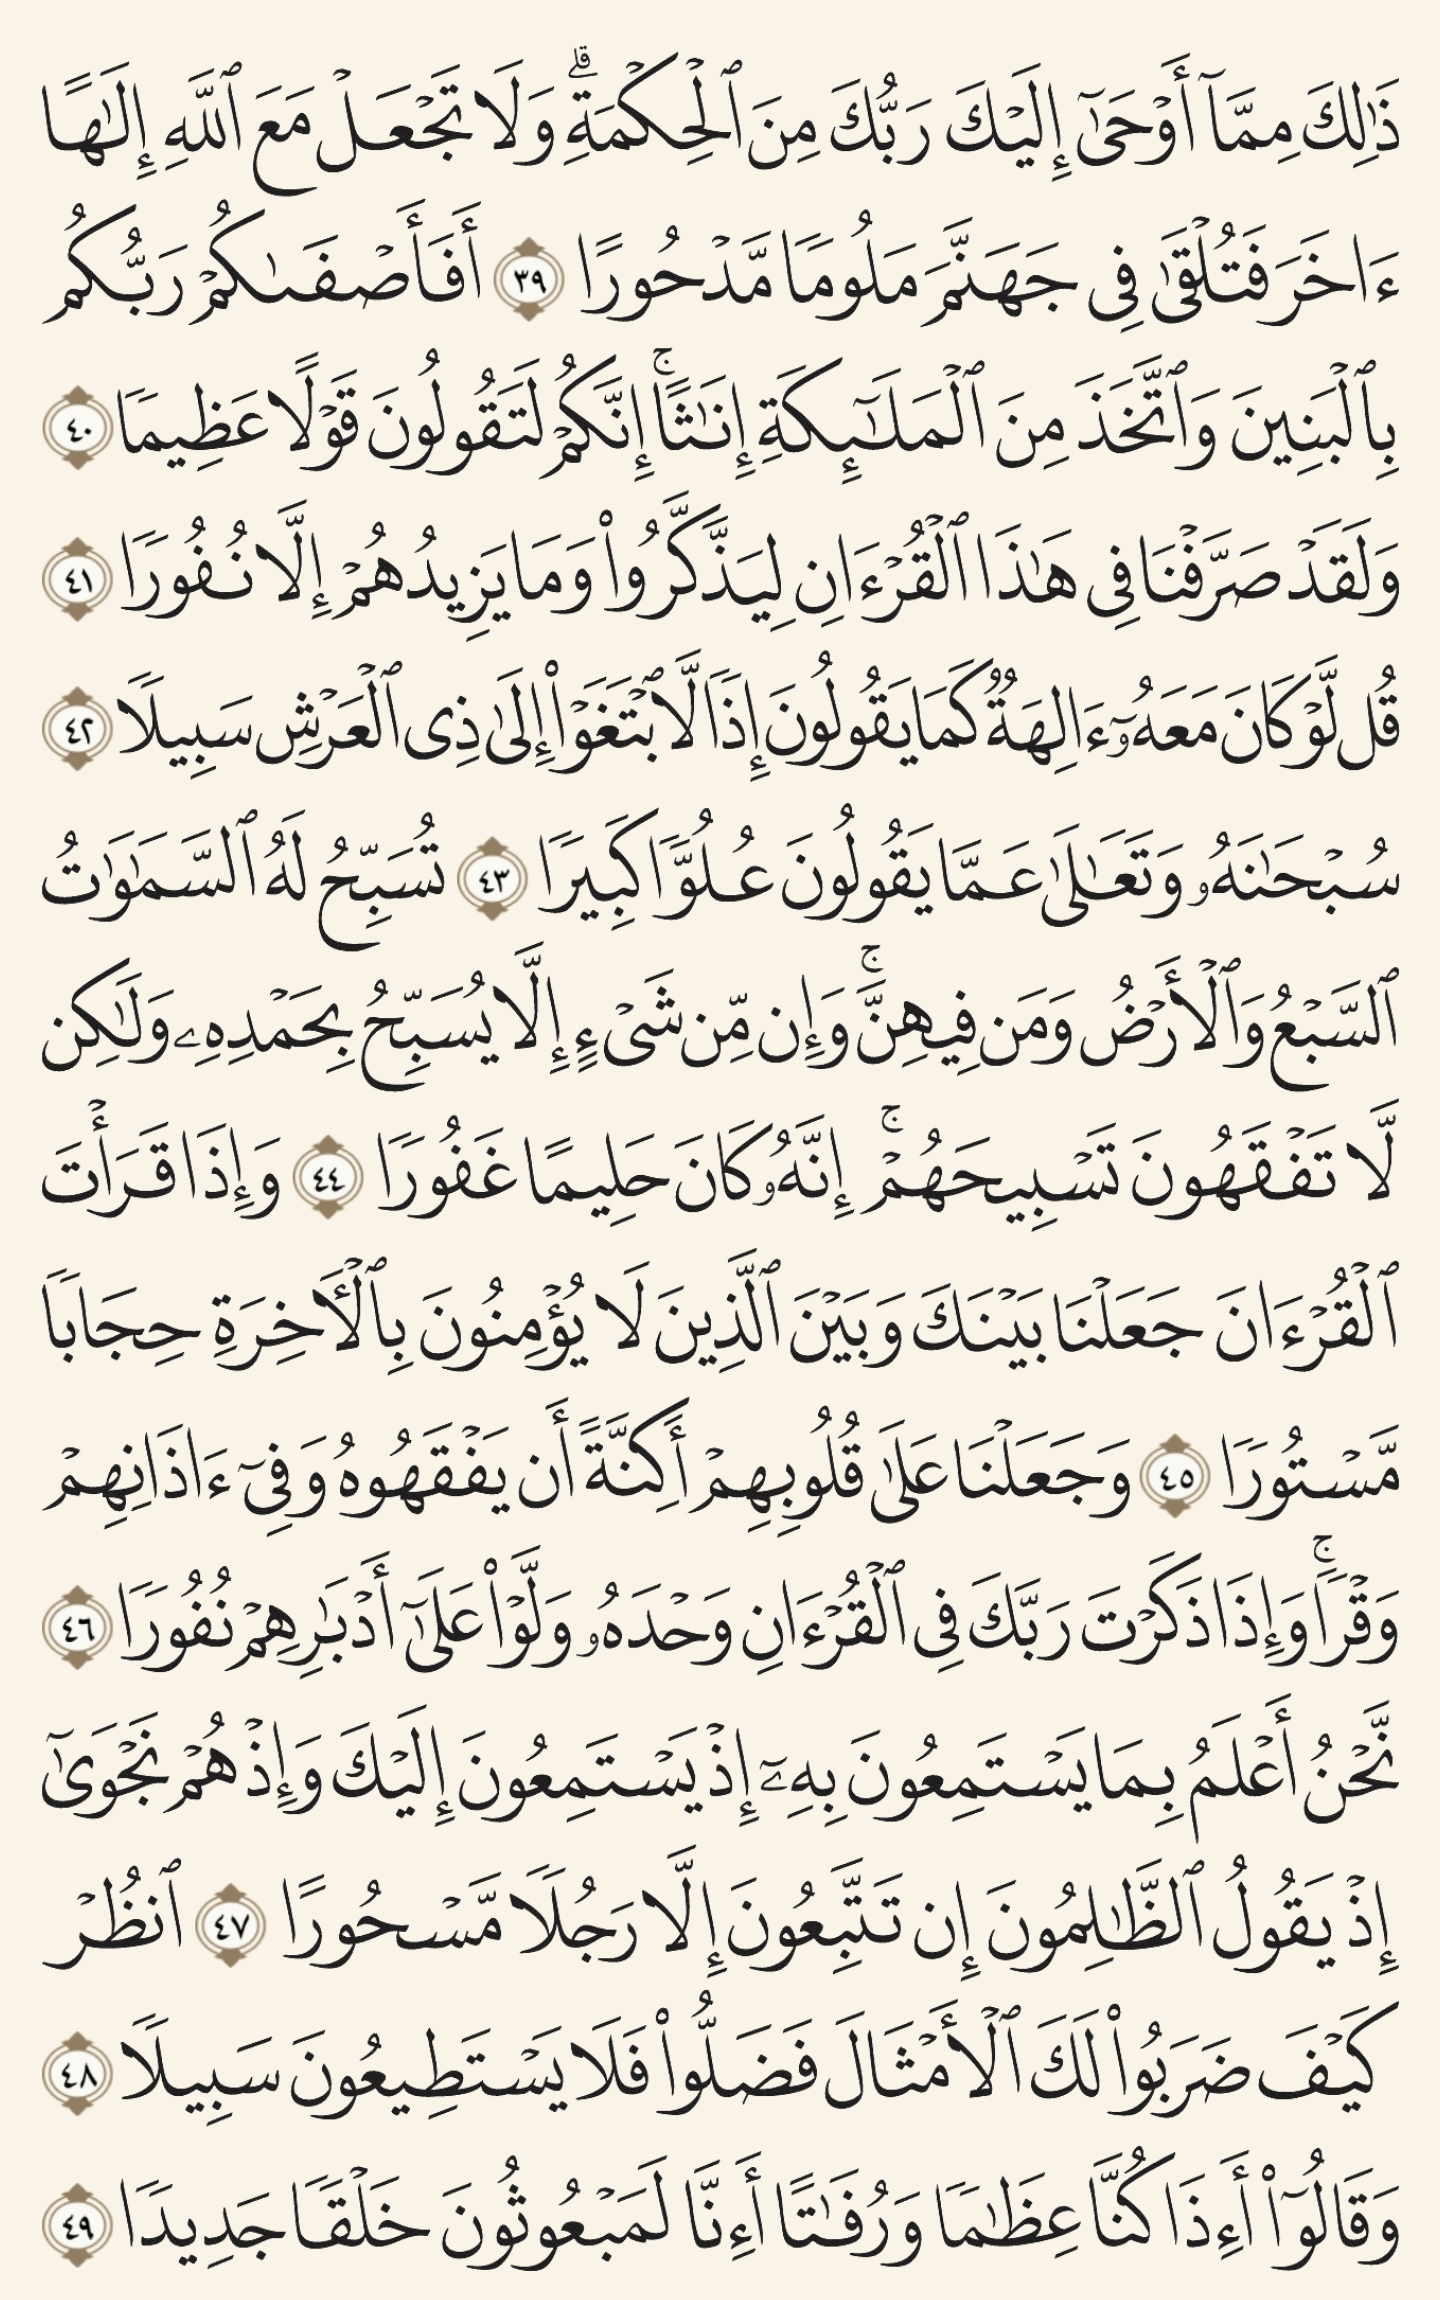 ذَٰلِكَ مِمَّآ أَوۡحَىٰٓ إِلَيۡكَ رَبُّكَ مِنَ ٱلۡحِكۡمَةِۗ وَلَا تَجۡعَلۡ مَعَ ٱللَّهِ إِلَٰهًا
ءَاخَرَ فَتُلۡقَىٰ فِي جَهَنَّمَ مَلُومٗا مَّدۡحُورًا ٣٩ أَفَأَصۡفَىٰكُمۡ رَبُّكُم
بِٱلۡبَنِينَ وَٱتَّخَذَ مِنَ ٱلۡمَلَٰٓئِكَةِ إِنَٰثًاۚ إِنَّكُمۡ لَتَقُولُونَ قَوۡلًا عَظِيمٗا ٤٠
وَلَقَدۡ صَرَّفۡنَا فِي هَٰذَا ٱلۡقُرۡءَانِ لِيَذَّكَّرُواْ وَمَا يَزِيدُهُمۡ إِلَّا نُفُورٗا ٤١
قُل لَّوۡ كَانَ مَعَهُۥٓ ءَالِهَةٞ كَمَا يَقُولُونَ إِذٗا لَّٱبۡتَغَوۡاْ إِلَىٰ ذِي ٱلۡعَرۡشِ سَبِيلٗا ٤٢
سُبۡحَٰنَهُۥ وَتَعَٰلَىٰ عَمَّا يَقُولُونَ عُلُوّٗا كَبِيرٗا ٤٣ تُسَبِّحُ لَهُ ٱلسَّمَٰوَٰتُ
ٱلسَّبۡعُ وَٱلۡأَرۡضُ وَمَن فِيهِنَّۚ وَإِن مِّن شَيۡءٍ إِلَّا يُسَبِّحُ بِحَمۡدِهِۦ وَلَٰكِن
لَّا تَفۡقَهُونَ تَسۡبِيحَهُمۡۚ إِنَّهُۥ كَانَ حَلِيمًا غَفُورٗا ٤٤ وَإِذَا قَرَأۡتَ
ٱلۡقُرۡءَانَ جَعَلۡنَا بَيۡنَكَ وَبَيۡنَ ٱلَّذِينَ لَا يُؤۡمِنُونَ بِٱلۡأٓخِرَةِ حِجَابٗا
مَّسۡتُورٗا ٤٥ وَجَعَلۡنَا عَلَىٰ قُلُوبِهِمۡ أَكِنَّةً أَن يَفۡقَهُوهُ وَفِيٓ ءَاذَانِهِمۡ
وَقۡرٗاۚ وَإِذَا ذَكَرۡتَ رَبَّكَ فِي ٱلۡقُرۡءَانِ وَحۡدَهُۥ وَلَّوۡاْ عَلَىٰٓ أَدۡبَٰرِهِمۡ نُفُورٗا ٤٦
نَّحۡنُ أَعۡلَمُ بِمَا يَسۡتَمِعُونَ بِهِۦٓ إِذۡ يَسۡتَمِعُونَ إِلَيۡكَ وَإِذۡ هُمۡ نَجۡوَىٰٓ
إِذۡ يَقُولُ ٱلظَّٰلِمُونَ إِن تَتَّبِعُونَ إِلَّا رَجُلٗا مَّسۡحُورًا ٤٧ ٱنظُرۡ
كَيۡفَ ضَرَبُواْ لَكَ ٱلۡأَمۡثَالَ فَضَلُّواْ فَلَا يَسۡتَطِيعُونَ سَبِيلٗا ٤٨
وَقَالُوٓاْ أَءِذَا كُنَّا عِظَٰمٗا وَرُفَٰتًا أَءِنَّا لَمَبۡعُوثُونَ خَلۡقٗا جَدِيدٗا ٤٩